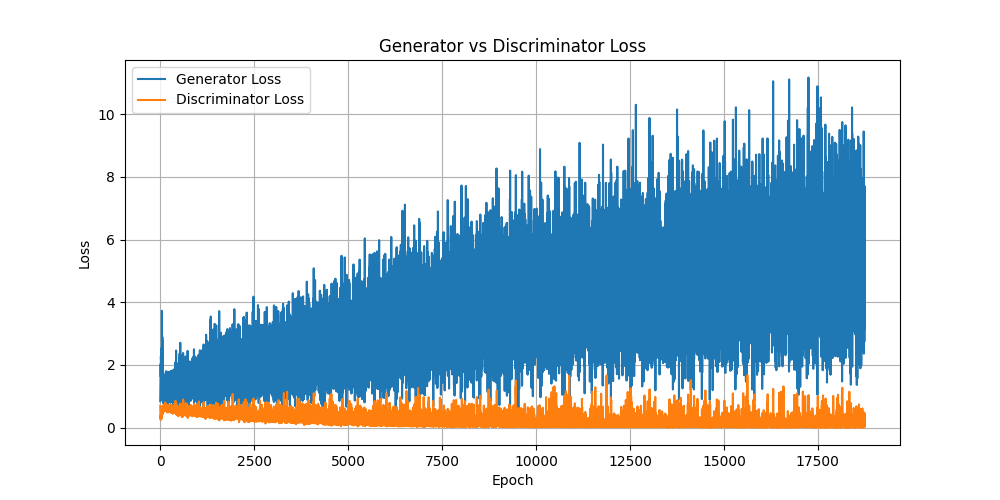 Generator vs Discriminator Loss
Generator Loss
Discriminator Loss
10
8
6
4
2
0
Loss
0 2500 5000 7500 10000 12500 15000 17500
Epoch